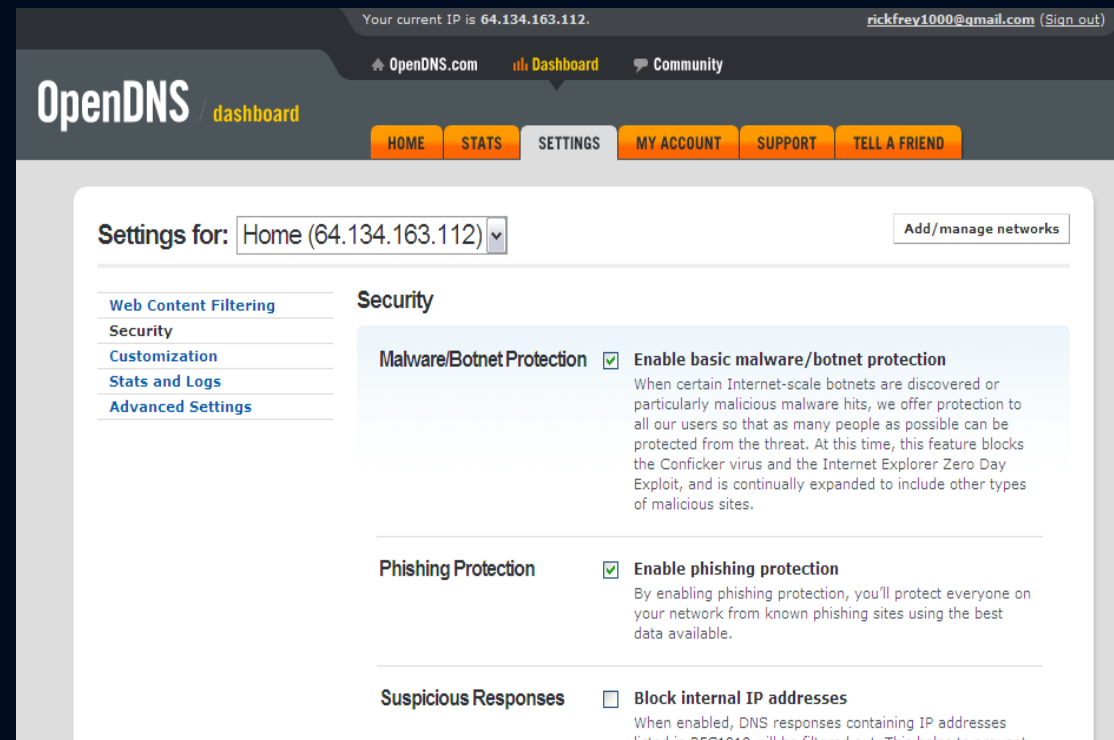 Your current IP is 64.134.163.112.
rickfrey1000@gmail.com (Sign out)
OpenDNS.com
Dashboard
Community
OpenDNS / dashboard
HOME
STATS
SETTINGS
MY ACCOUNT
SUPPORT
TELL A FRIEND
Settings for: Home (64.134.163.112)
Add/manage networks
Web Content Filtering
Security
Customization
Stats and Logs
Advanced Settings
Security
Malware/Botnet Protection
Enable basic malware/botnet protection
When certain Internet-scale botnets are discovered or
particularly malicious malware hits, we offer protection to
all our users so that as many people as possible can be
protected from the threat. At this time, this feature blocks
the Conficker virus and the Internet Explorer Zero Day
Exploit, and is continually expanded to include other types
of malicious sites.
Phishing Protection
Enable phishing protection
By enabling phishing protection, you'll protect everyone on
your network from known phishing sites using the best
data available.
Suspicious Responses
Block internal IP addresses
When enabled, DNS responses containing IP addresses